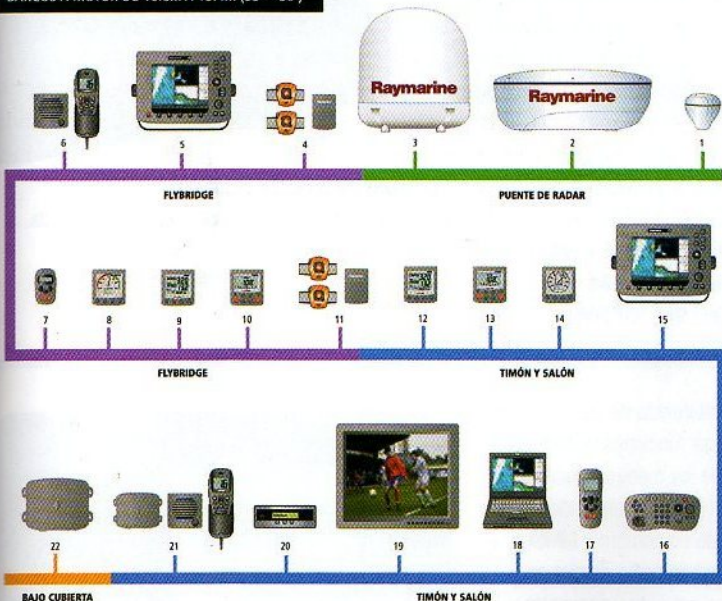 Raymarine
Raymarine
6 5 4 3 2 1
FLYBRIDGE PUENTE DE RADAR
7 8 9 10 11 12 13 14 15
FLYBRIDGE TIMÓN Y SALÓN
22 21 20 19 18 17 16
BAJO CUBIERTA TIMÓN Y SALÓN